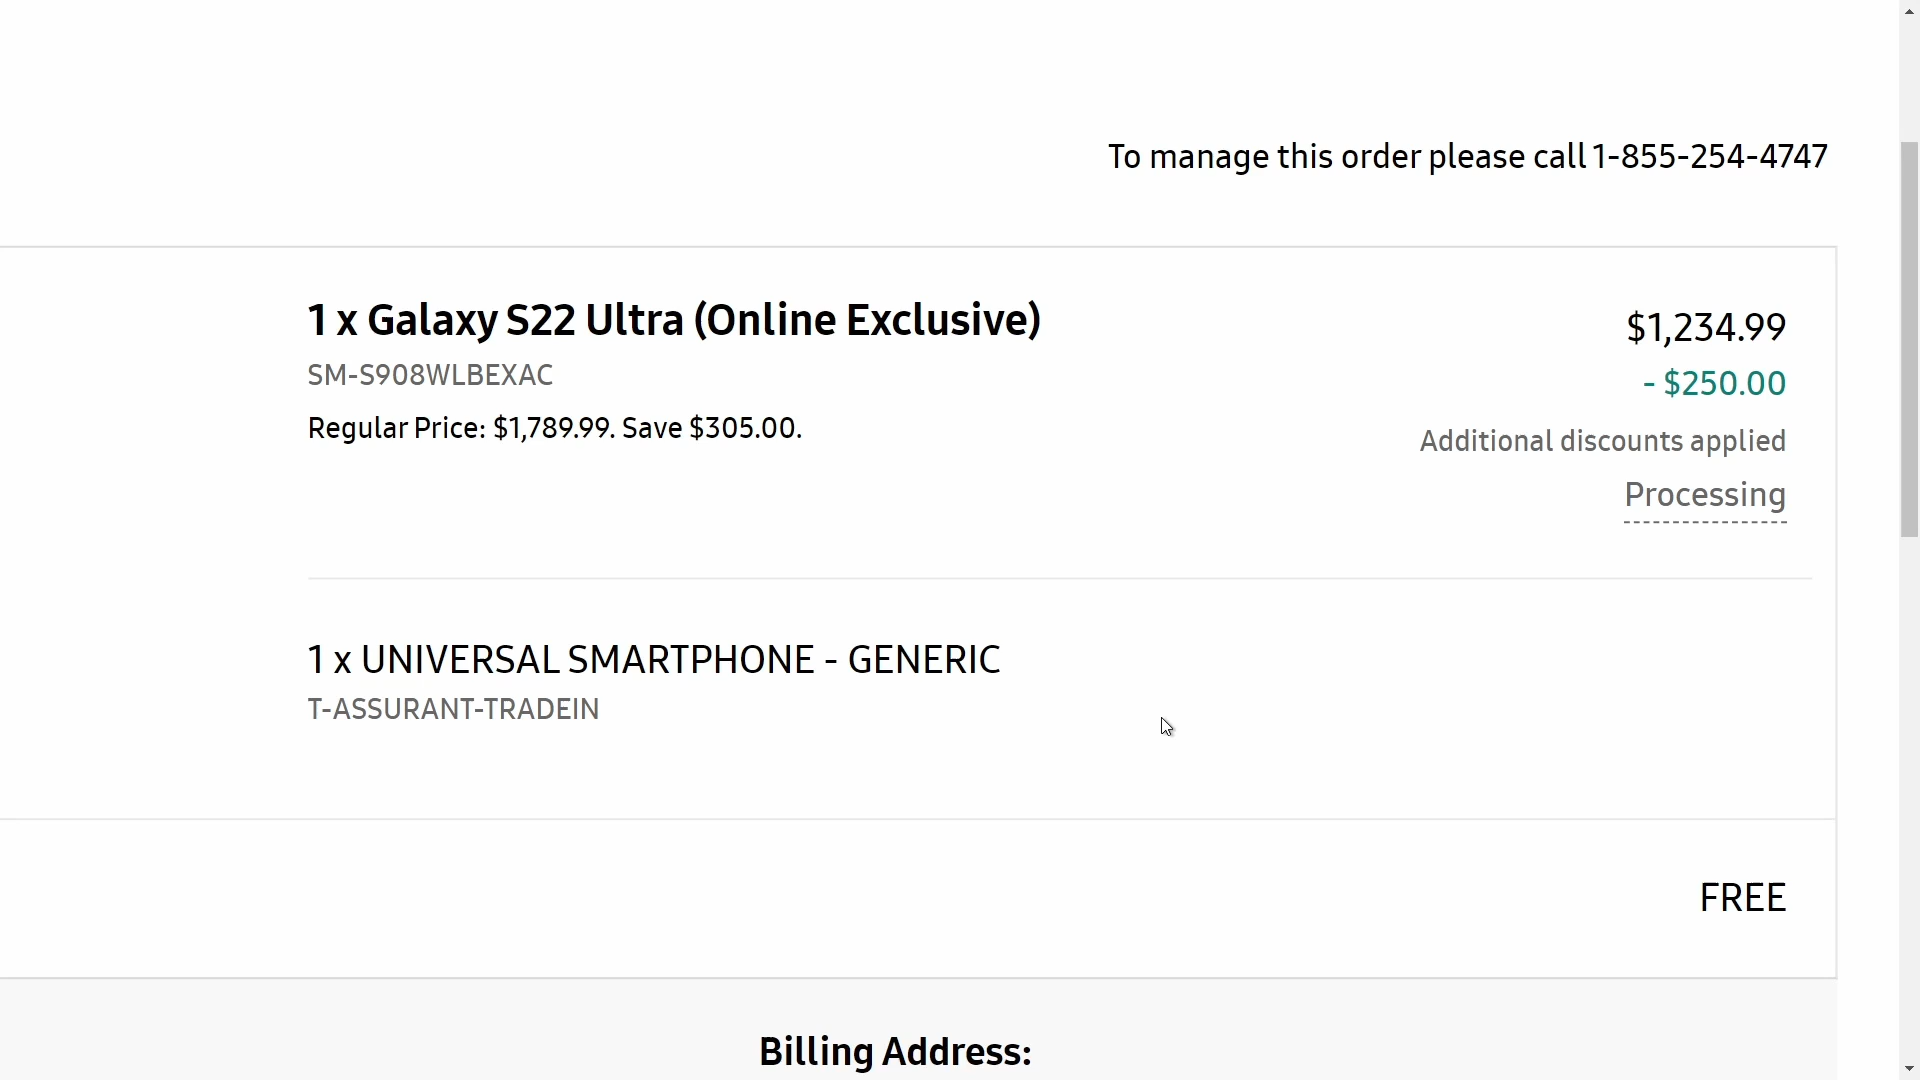 To manage this order please call 1-855-254-4747
1 x Galaxy S22 Ultra (Online Exclusive)
$1,234.99
SM-S908WLBEXAC
- $250.00
Regular Price: $1,789.99. Save $305.00.
Additional discounts applied
Processing
1 x UNIVERSAL SMARTPHONE - GENERIC
T-ASSURANT-TRADEIN
FREE
Billing Address: